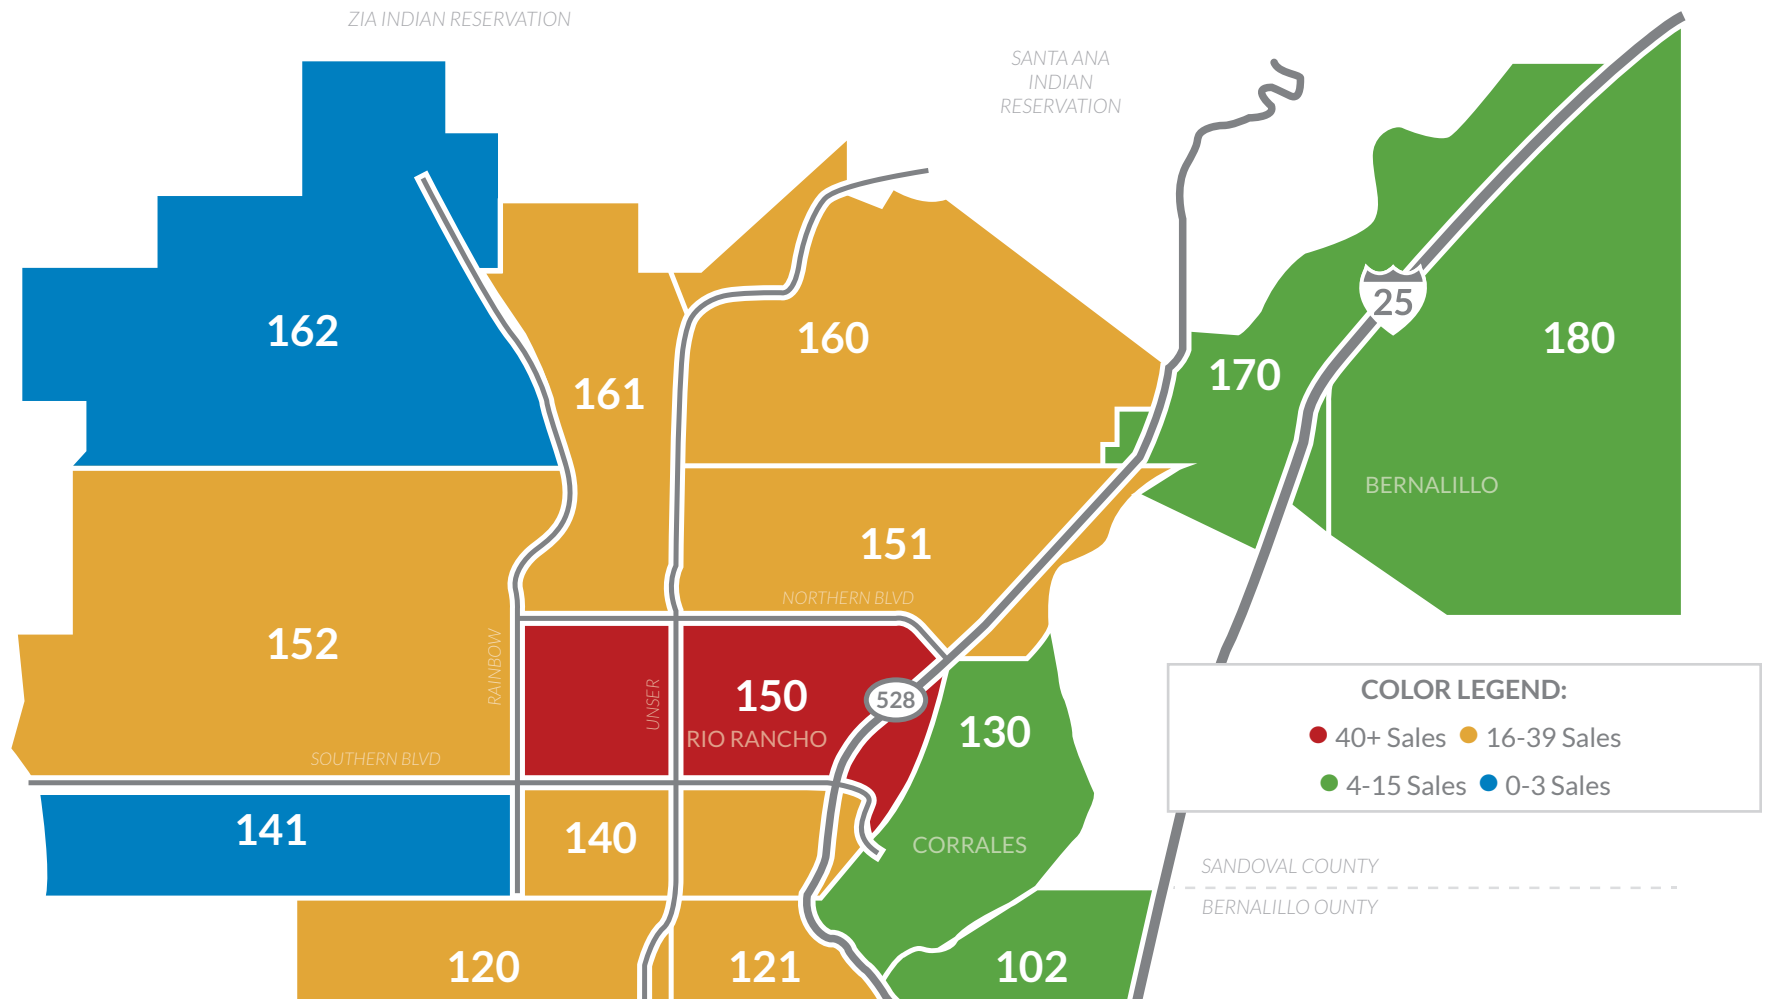 ZIA INDIAN RESERVATION
SANTA ANA
INDIAN
RESERVATION
25
162
160
180
170
161
BERNALILLO
151
NORTHERN BLVD
152
RAINBOW
UNSER
150
528
RIO RANCHO
130
COLOR LEGEND:
40+ Sales
16-39 Sales
4-15 Sales
0-3 Sales
SOUTHERN BLVD
141
140
CORRALES
SANDOVAL COUNTY
BERNALILLO OUNTY
120
121
102